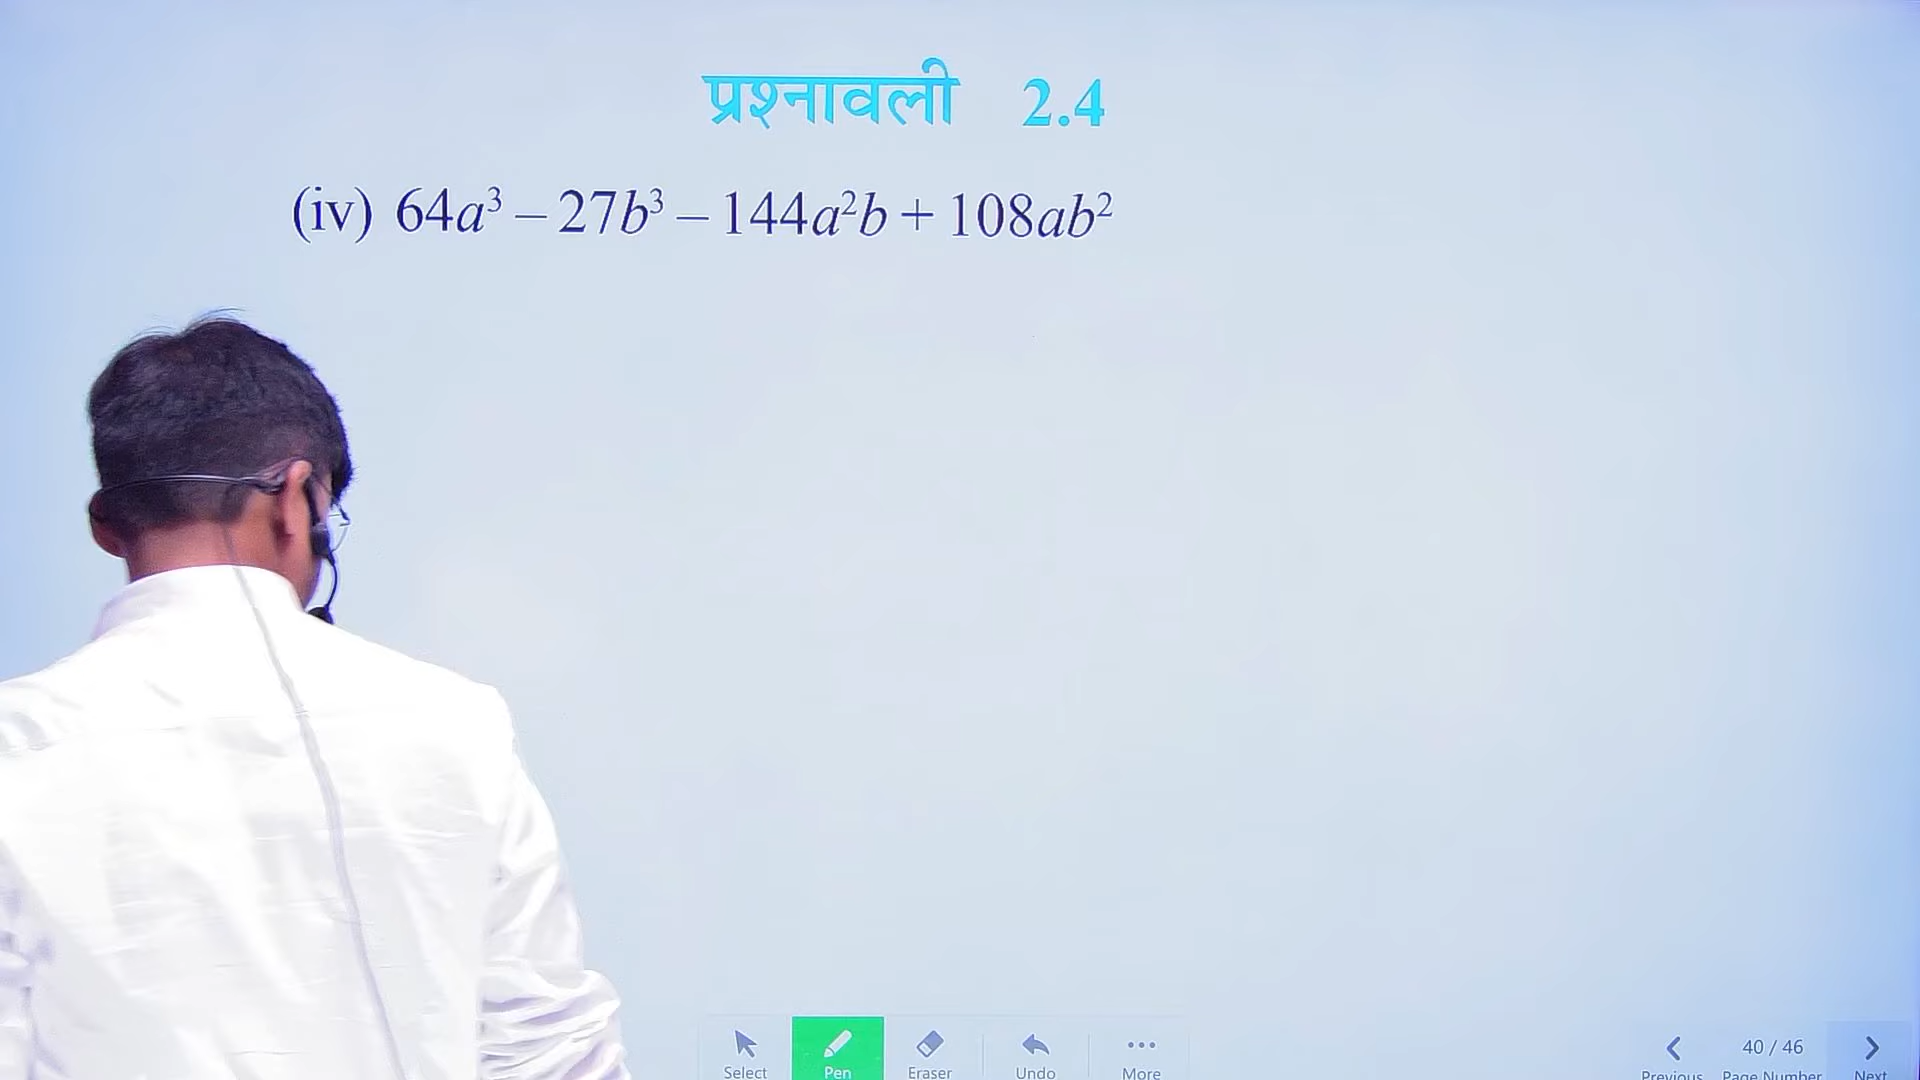 प्रश्नावली 2.4
(iv) 64a³ – 27b³ – 144a²b + 108ab²
Select Pen Eraser Undo More
40 / 46
Previous Page Number Next